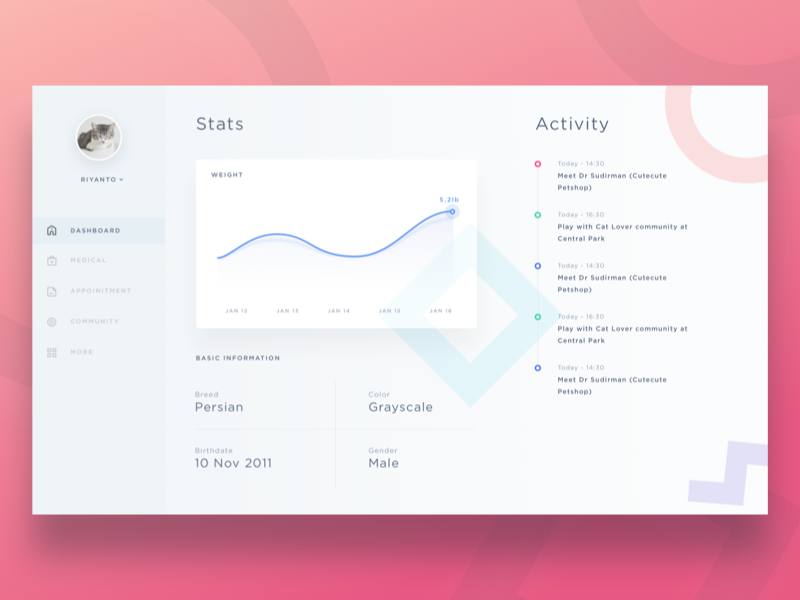 RIYANTO
DASHBOARD
MEDICAL
APPOINITMENT
COMMUNITY
MORE
Stats
WEIGHT
5,2lb
JAN 12
JAN 13
JAN 14
JAN 15
JAN 16
BASIC INFORMATION
Breed
Persian
Color
Grayscale
Birthdate
10 Nov 2011
Gender
Male
Activity
Today - 14:30
Meet Dr Sudirman (Cutecute
Petshop)
Today - 16:30
Play with Cat Lover community at
Central Park
Today - 14:30
Meet Dr Sudirman (Cutecute
Petshop)
Today - 16:30
Play with Cat Lover community at
Central Park
Today - 14:30
Meet Dr Sudirman (Cutecute
Petshop)